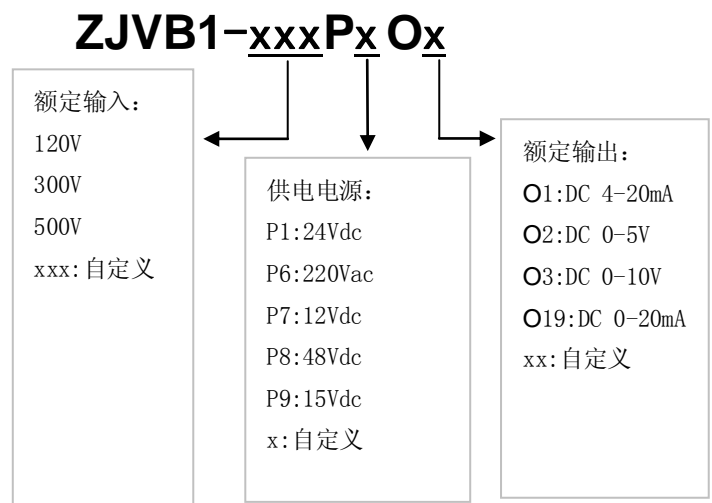 ZJVB1-xxxPx Ox
额定输入：
120V
300V
500V
xxx:自定义
供电电源：
P1:24Vdc
P6:220Vac
P7:12Vdc
P8:48Vdc
P9:15Vdc
x:自定义
额定输出：
O1:DC 4-20mA
O2:DC 0-5V
O3:DC 0-10V
O19:DC 0-20mA
xx:自定义